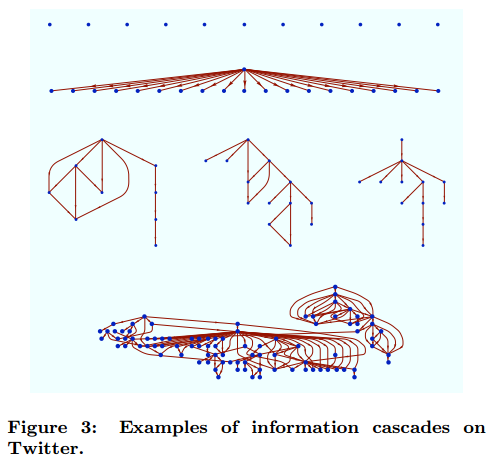 Figure 3: Examples of information cascades on
Twitter.